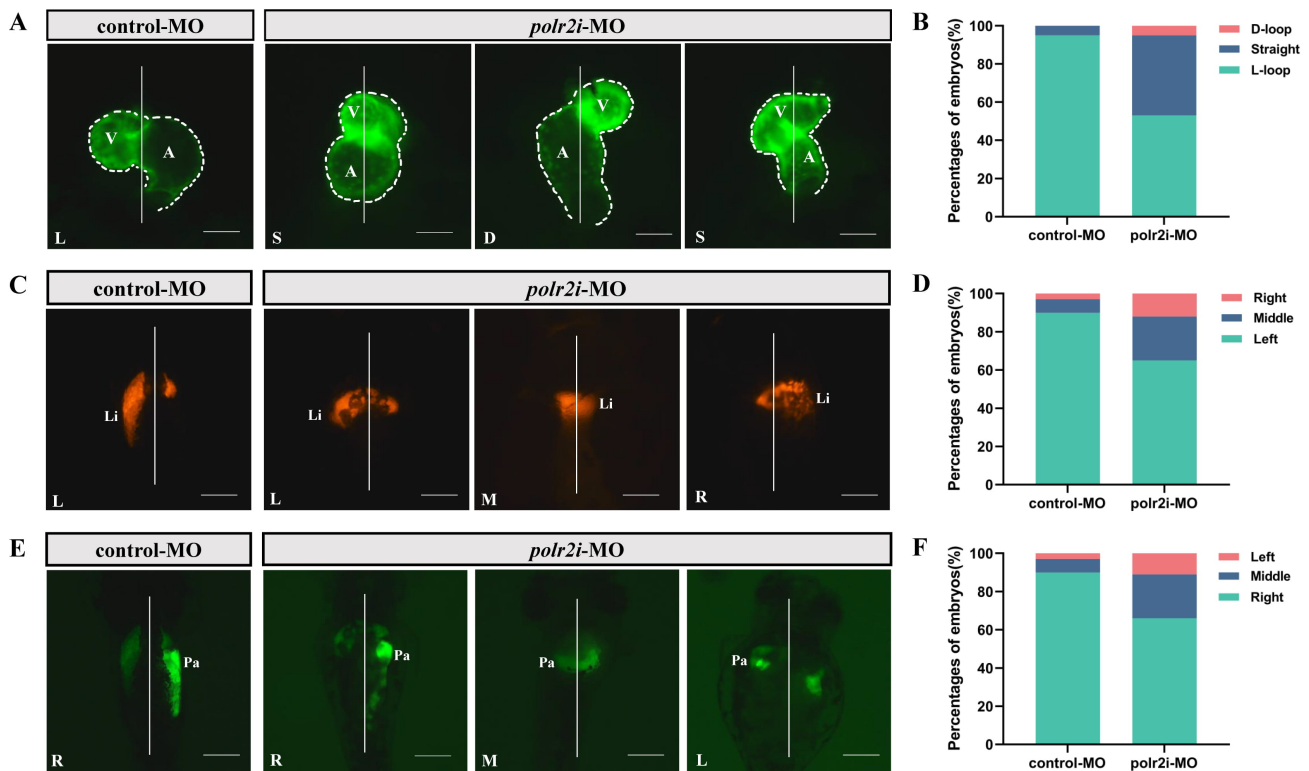 A
control-MO
polr2i-MO
V
A
L
V
A
S
V
A
D
V
A
S
B
Percentages of embryos(%)
100
80
60
40
20
0
control-MO
polr2i-MO
D-loop
Straight
L-loop
C
control-MO
polr2i-MO
Li
L
Li
L
Li
M
Li
R
D
Percentages of embryos(%)
100
80
60
40
20
0
control-MO
polr2i-MO
Right
Middle
Left
E
control-MO
polr2i-MO
Pa
R
Pa
R
Pa
M
Pa
L
F
Percentages of embryos(%)
100
80
60
40
20
0
control-MO
polr2i-MO
Left
Middle
Right